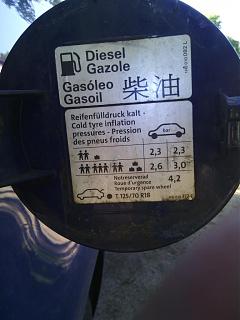 Diesel
Gazole
Gasóleo
Gasoil
柴油
Reifenfülldruck kalt -
Cold tyre inflation
pressures - Pression
des pneus froids
bar
2,3 2,3
2,6 3,0
Notreserverad
Roue d'urgence
Temporary spare wheel
4,2
T 125/70 R18